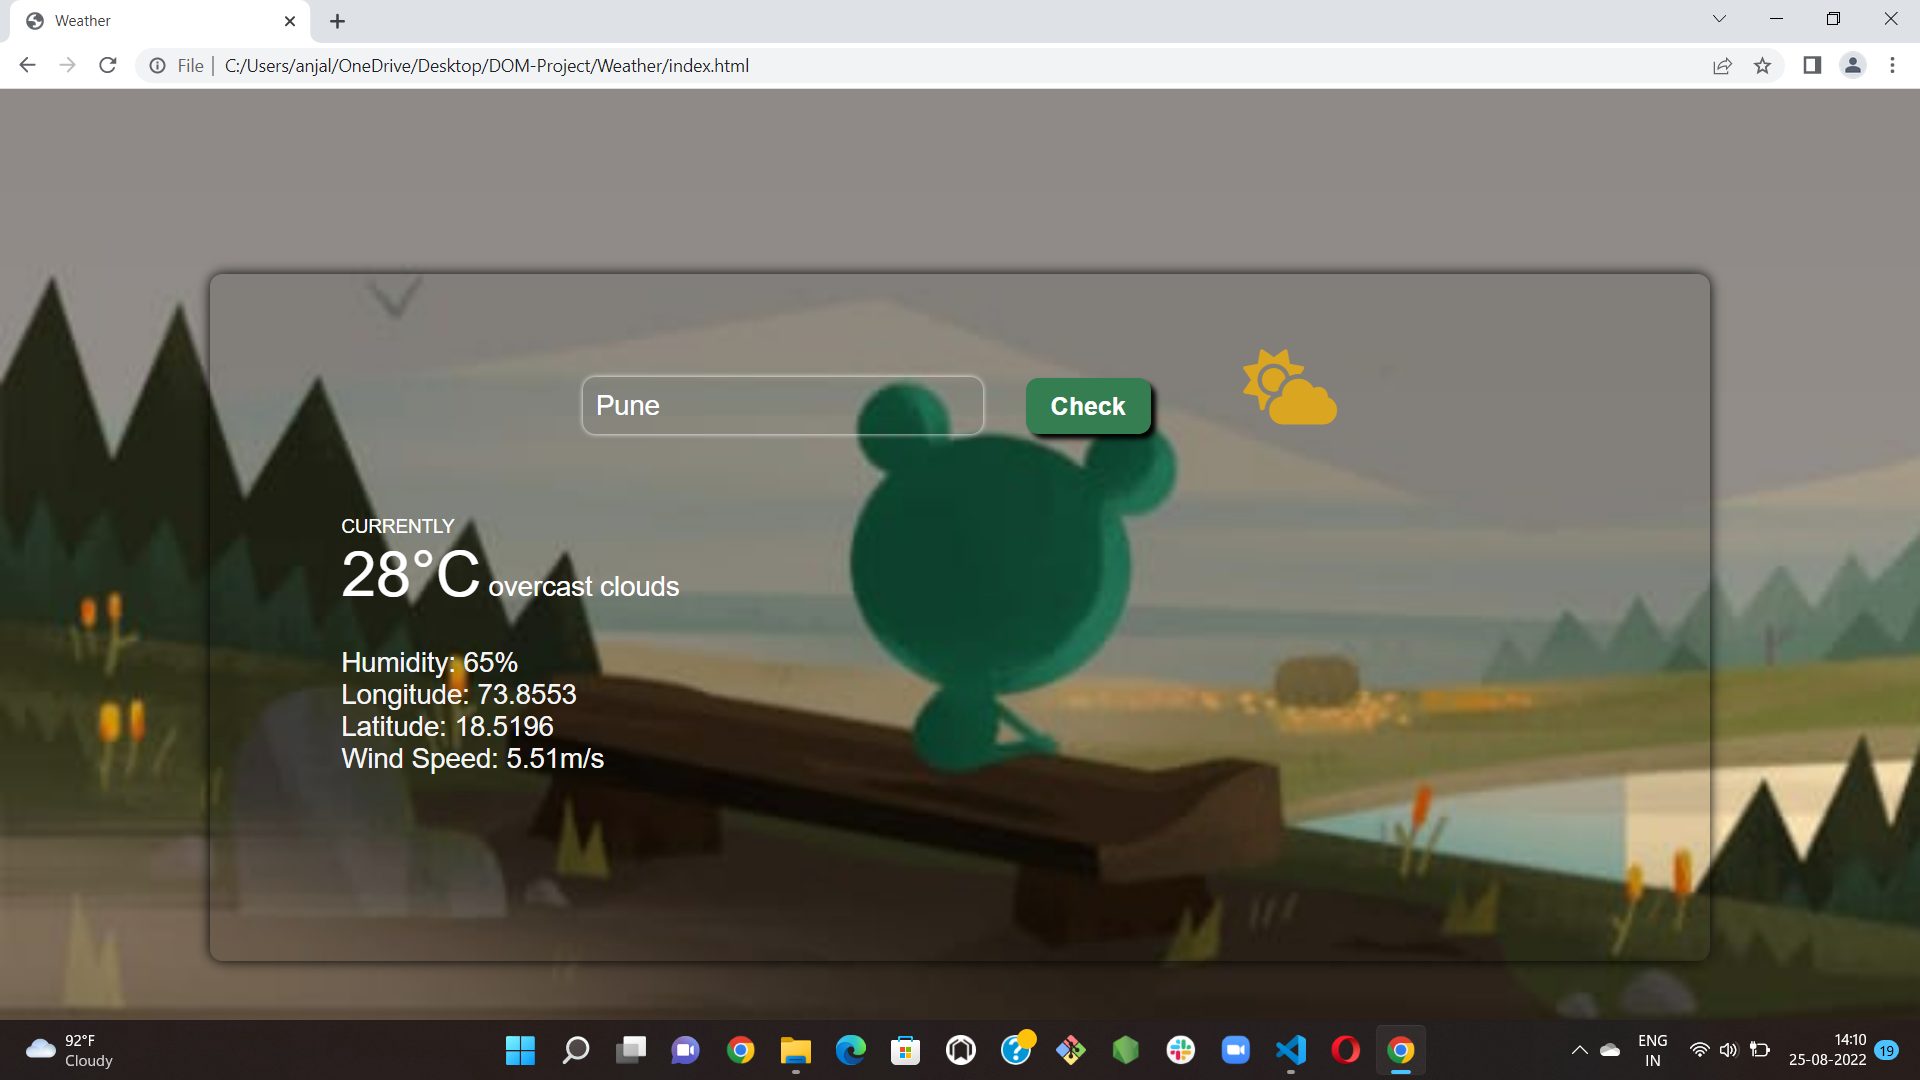 Weather
File
C:/Users/anjal/OneDrive/Desktop/DOM-Project/Weather/index.html
Pune
Check
CURRENTLY
28°C overcast clouds
Humidity: 65%
Longitude: 73.8553
Latitude: 18.5196
Wind Speed: 5.51m/s
92°F
Cloudy
ENG
IN
14:10
25-08-2022
19